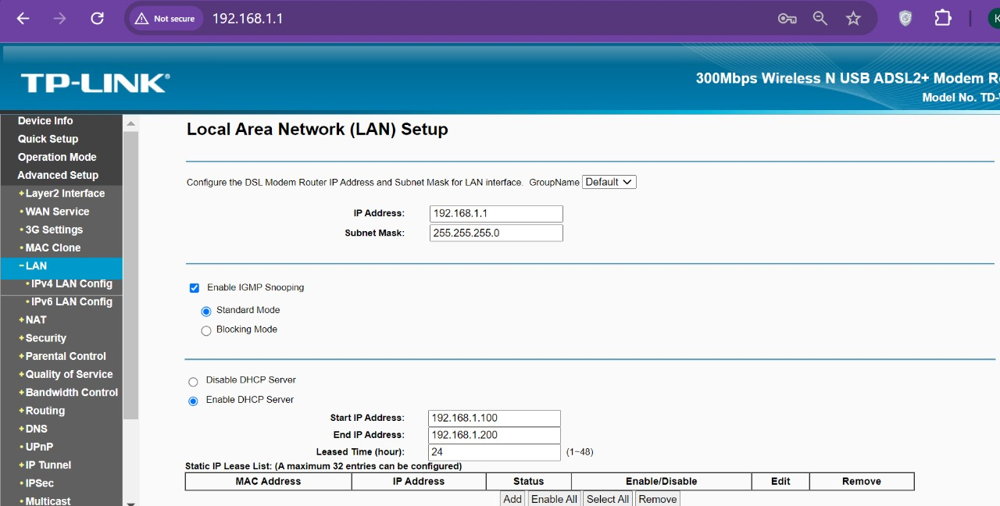 Not secure 192.168.1.1
TP-LINK®
300Mbps Wireless N USB ADSL2+ Modem
Model No.
Device Info
Quick Setup
Operation Mode
Advanced Setup
+Layer2 Interface
•WAN Service
•3G Settings
•MAC Clone
−LAN
•IPv4 LAN Config
•IPv6 LAN Config
+NAT
+Security
+Parental Control
+Quality of Service
+Bandwidth Control
+Routing
+DNS
•UPnP
+IP Tunnel
•IPSec
•Multicast
Local Area Network (LAN) Setup
Configure the DSL Modem Router IP Address and Subnet Mask for LAN interface. GroupName Default
IP Address: 192.168.1.1
Subnet Mask: 255.255.255.0
Enable IGMP Snooping
Standard Mode
Blocking Mode
Disable DHCP Server
Enable DHCP Server
Start IP Address: 192.168.1.100
End IP Address: 192.168.1.200
Leased Time (hour): 24 (1~48)
Static IP Lease List: (A maximum 32 entries can be configured)
MAC Address IP Address Status Enable/Disable Edit Remove
Add Enable All Select All Remove